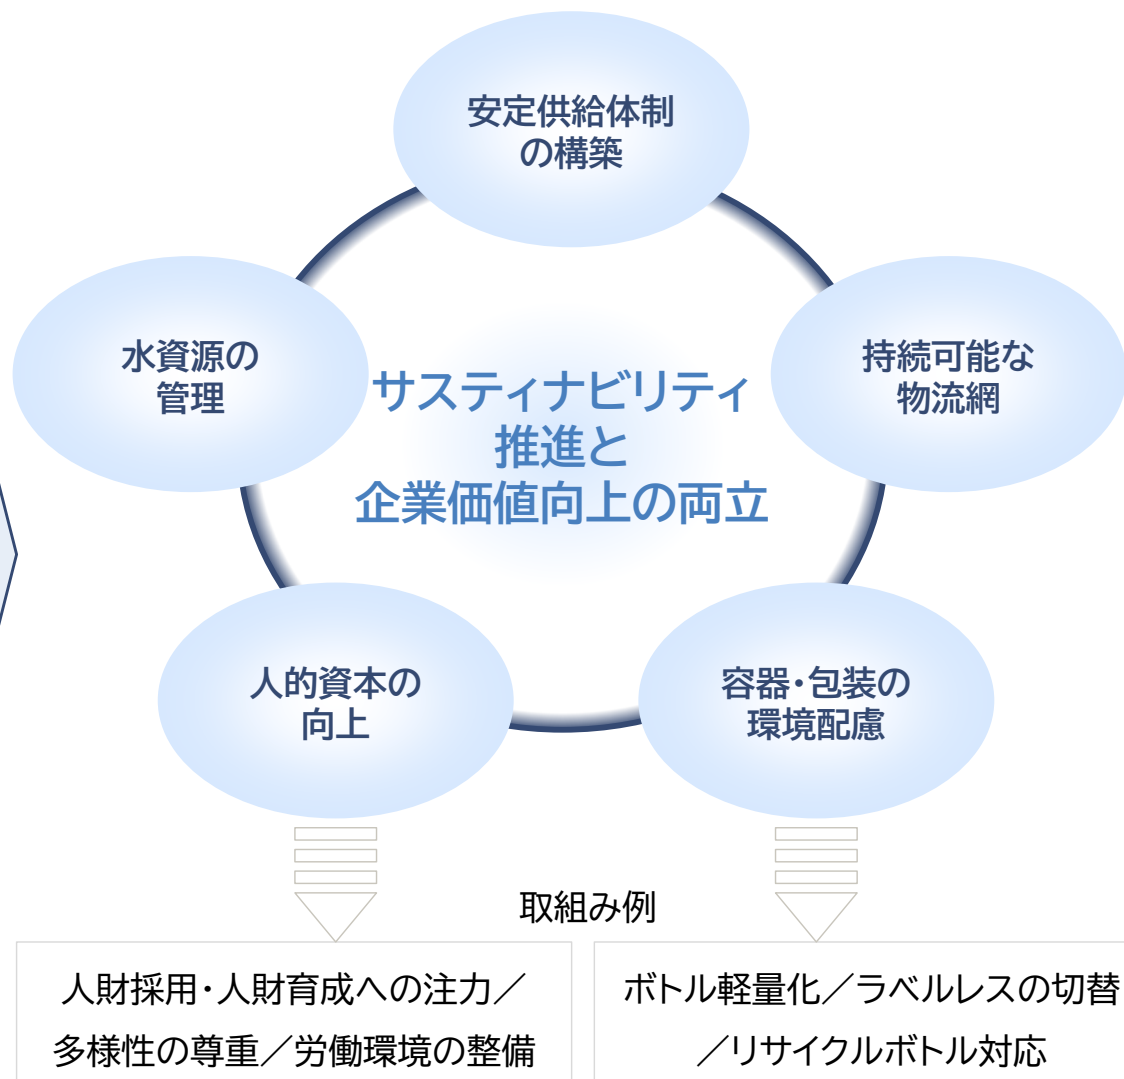 安定供給体制
の構築
水資源の
管理
持続可能な
物流網
サスティナビリティ
推進と
企業価値向上の両立
人的資本の
向上
容器・包装の
環境配慮
取組み例
人財採用・人財育成への注力／
多様性の尊重／労働環境の整備
ボトル軽量化／ラベルレスの切替
／リサイクルボトル対応